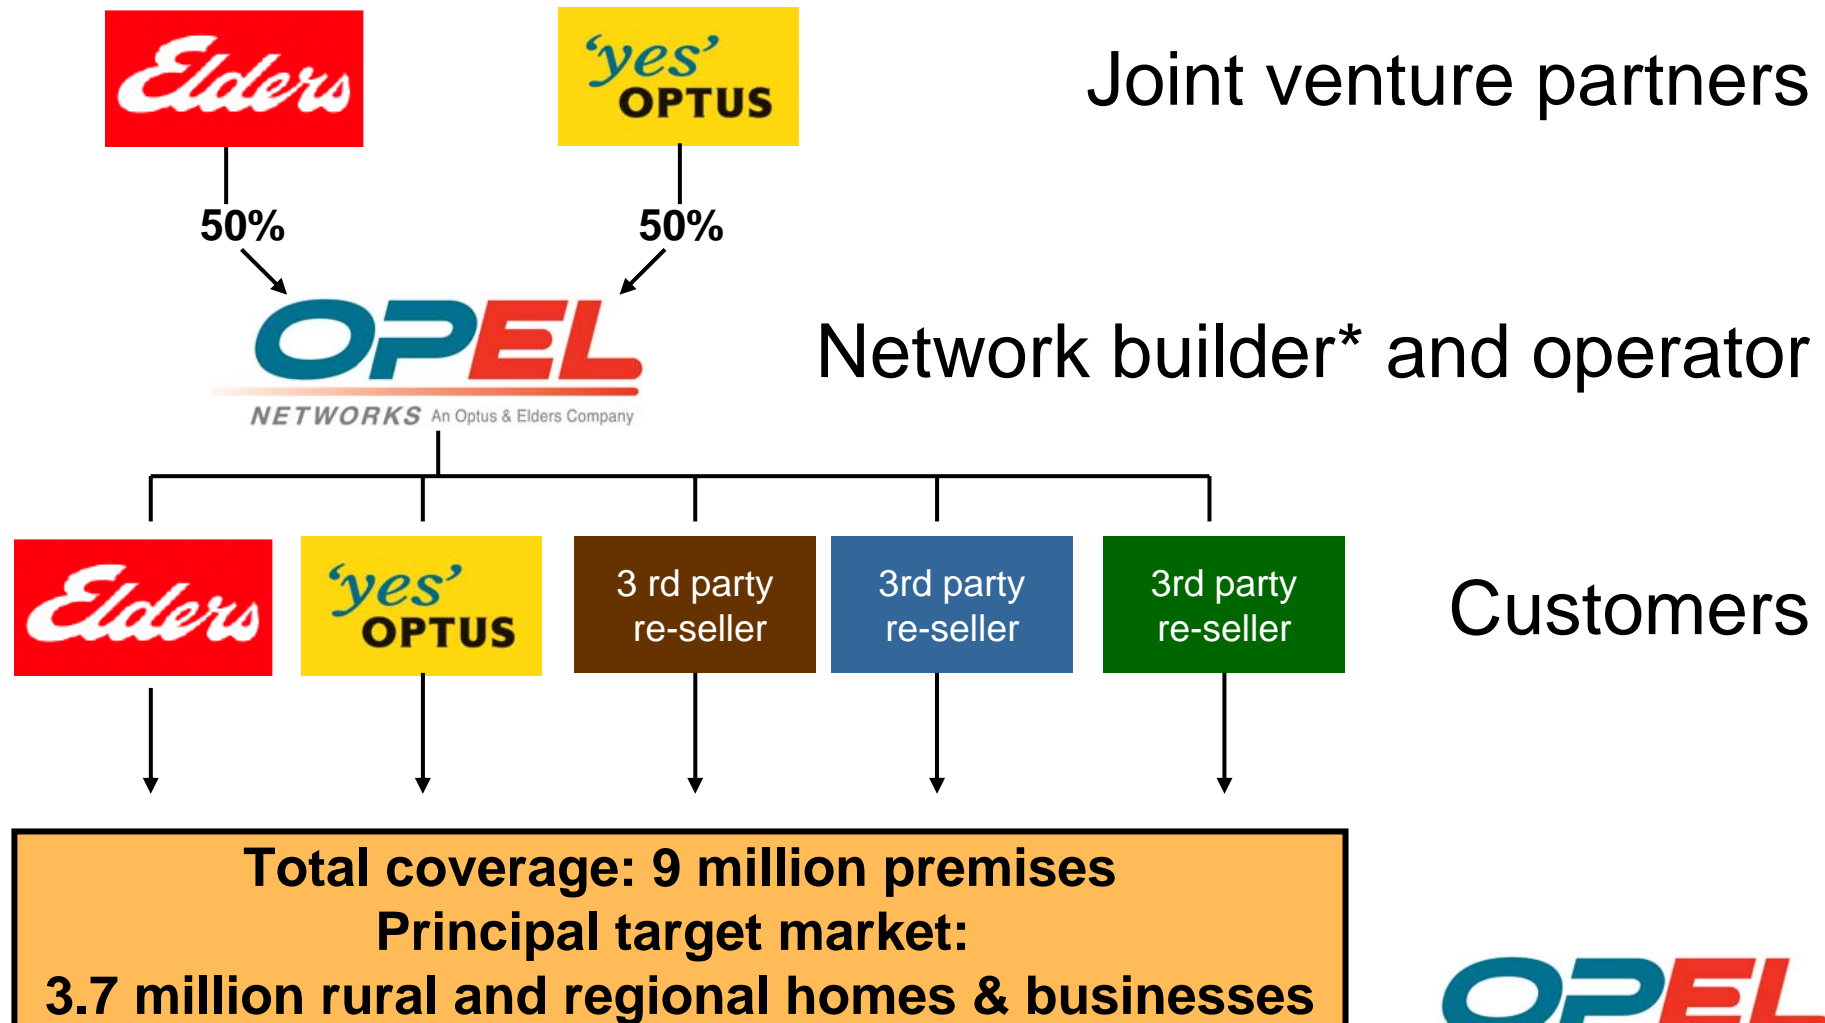 Elders
‘yes’
OPTUS
Joint venture partners
50%
50%
OPEL
NETWORKS An Optus & Elders Company
Network builder* and operator
Elders
‘yes’
OPTUS
3 rd party
re-seller
3rd party
re-seller
3rd party
re-seller
Customers
Total coverage: 9 million premises
Principal target market:
3.7 million rural and regional homes & businesses
OPEL